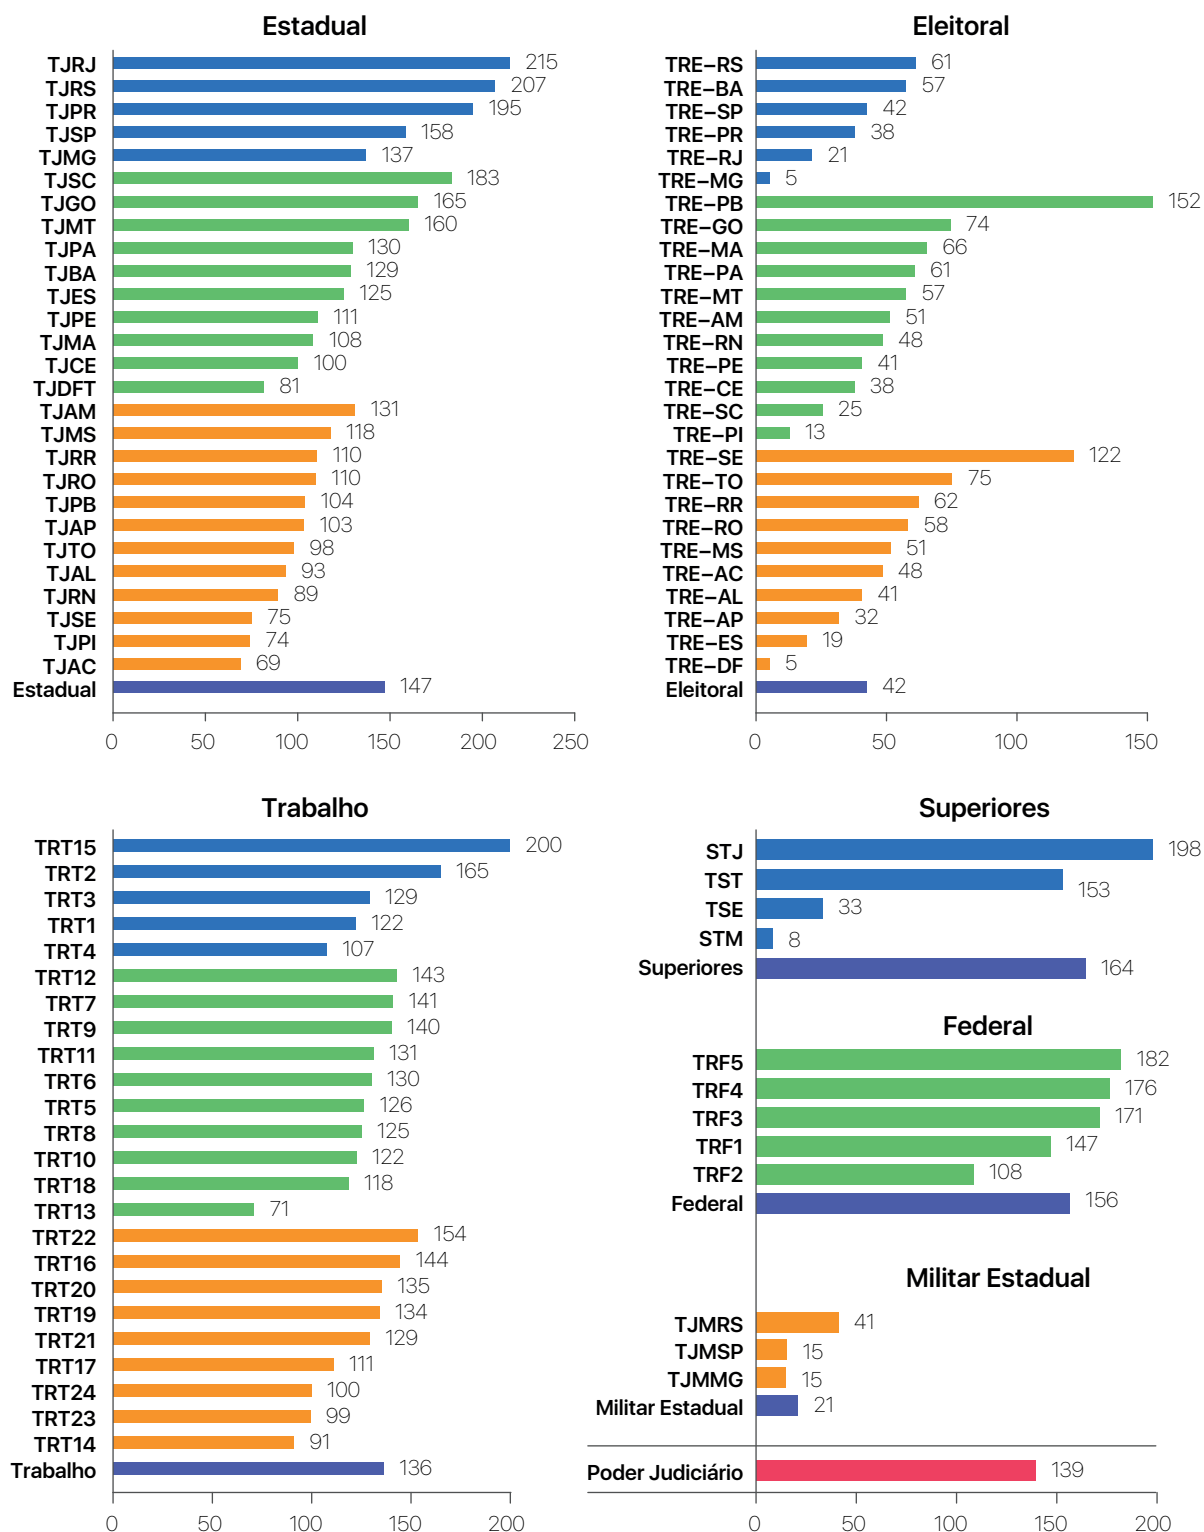 Estadual
TJRJ 215
TJRS 207
TJPR 195
TJSP 158
TJMG 137
TJSC 183
TJGO 165
TJMT 160
TJPA 130
TJBA 129
TJES 125
TJPE 111
TJMA 108
TJCE 100
TJDFT 81
TJAM 131
TJMS 118
TJRR 110
TJRO 110
TJPB 104
TJAP 103
TJTO 98
TJAL 93
TJRN 89
TJSE 75
TJPI 74
TJAC 69
Estadual 147
0 50 100 150 200 250
Eleitoral
TRE–RS 61
TRE–BA 57
TRE–SP 42
TRE–PR 38
TRE–RJ 21
TRE–MG 5
TRE–PB 152
TRE–GO 74
TRE–MA 66
TRE–PA 61
TRE–MT 57
TRE–AM 51
TRE–RN 48
TRE–PE 41
TRE–CE 38
TRE–SC 25
TRE–PI 13
TRE–SE 122
TRE–TO 75
TRE–RR 62
TRE–RO 58
TRE–MS 51
TRE–AC 48
TRE–AL 41
TRE–AP 32
TRE–ES 19
TRE–DF 5
Eleitoral 42
0 50 100 150
Trabalho
TRT15 200
TRT2 165
TRT3 129
TRT1 122
TRT4 107
TRT12 143
TRT7 141
TRT9 140
TRT11 131
TRT6 130
TRT5 126
TRT8 125
TRT10 122
TRT18 118
TRT13 71
TRT22 154
TRT16 144
TRT20 135
TRT19 134
TRT21 129
TRT17 111
TRT24 100
TRT23 99
TRT14 91
Trabalho 136
0 50 100 150 200
Superiores
STJ 198
TST 153
TSE 33
STM 8
Superiores 164
Federal
TRF5 182
TRF4 176
TRF3 171
TRF1 147
TRF2 108
Federal 156
Militar Estadual
TJMRS 41
TJMSP 15
TJMMG 15
Militar Estadual 21
Poder Judiciário 139
0 50 100 150 200